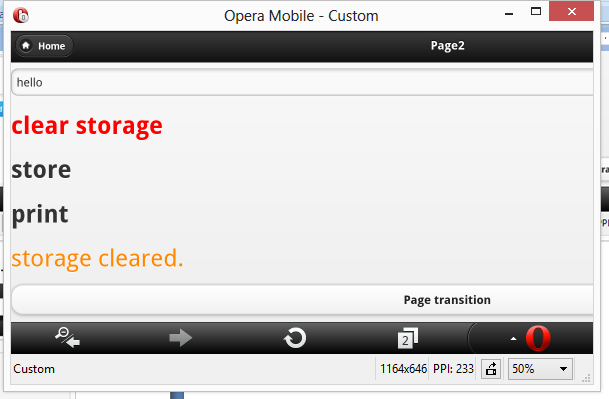 Opera Mobile - Custom
Home
Page2
hello
clear storage
store
print
storage cleared.
Page transition
2
Custom
1164x646
PPI: 233
50%